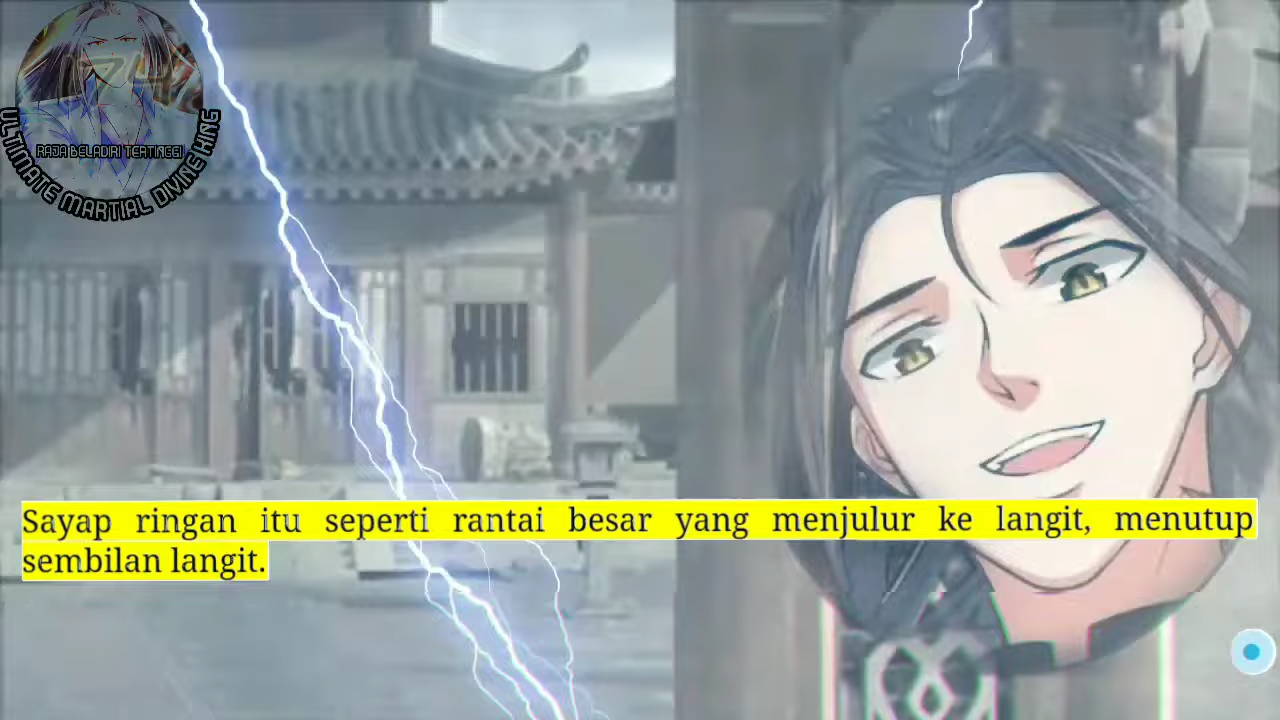 RAJA BELADIRI TERTINGGI
ULTIMATE MARTIAL DIVINE KING
Sayap ringan itu seperti rantai besar yang menjulur ke langit, menutup
sembilan langit.